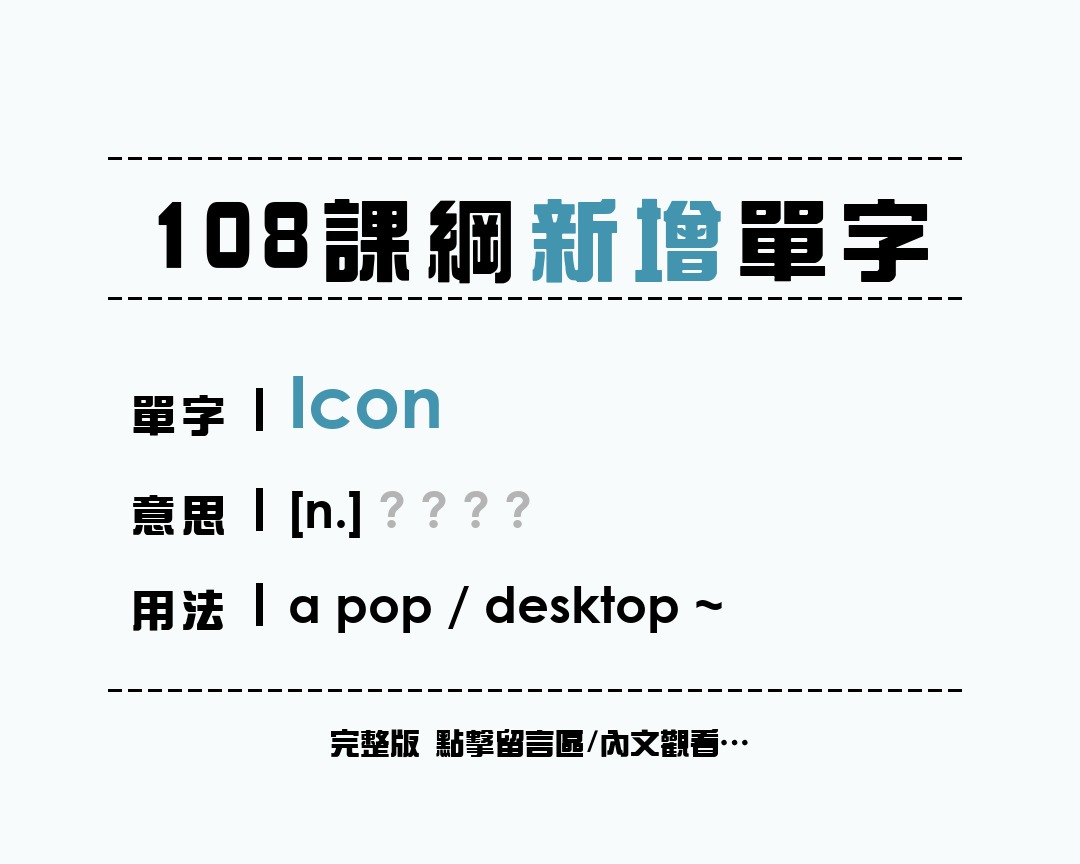 108課綱新增單字
單字 | Icon
意思 | [n.] ？？？？
用法 | a pop / desktop ~
完整版 點擊留言區/內文觀看…